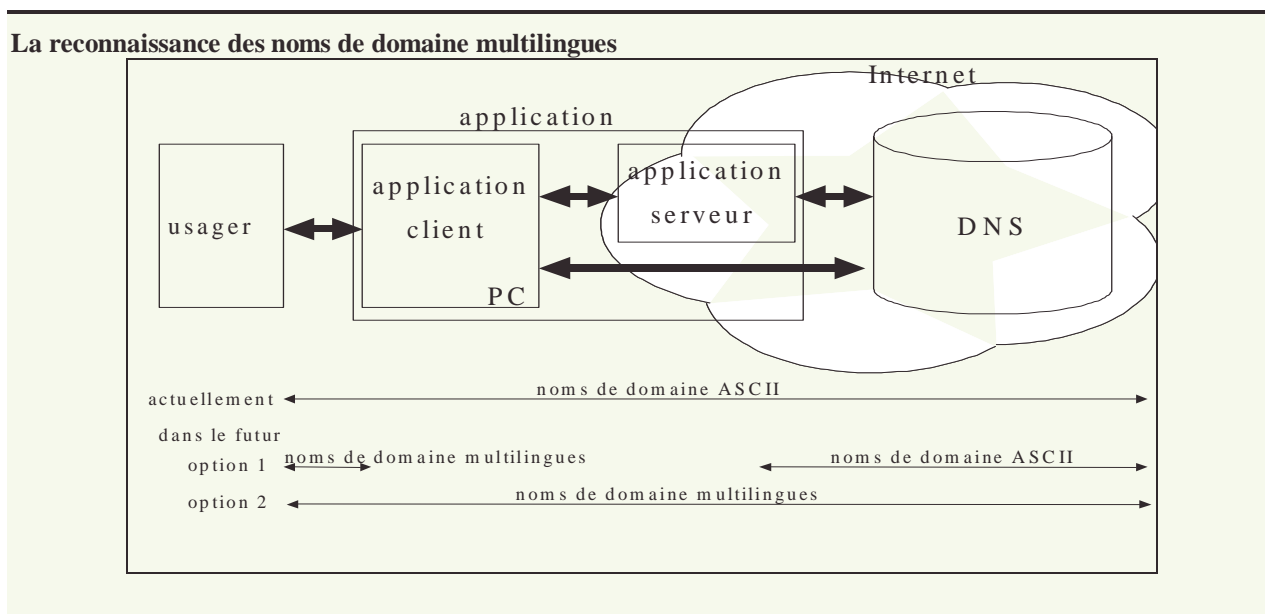 La reconnaissance des noms de domaine multilingues
Internet
application
usager
application
client
PC
application
serveur
DNS
actuellement
noms de domaine ASCII
dans le futur
option 1
noms de domaine multilingues
noms de domaine ASCII
option 2
noms de domaine multilingues